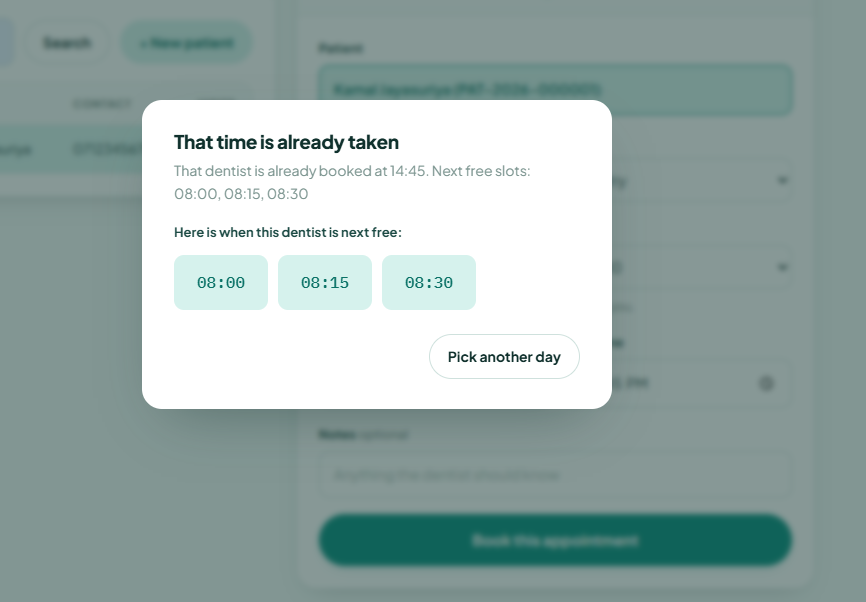 Search
+ New patient
Patient
Kamal Jayasuriya (PAT-2026-000001)
CONTACT
That time is already taken
That dentist is already booked at 14:45. Next free slots:
08:00, 08:15, 08:30
Here is when this dentist is next free:
08:00
08:15
08:30
Pick another day
PM
Notes optional
Anything the dentist should know
Book this appointment